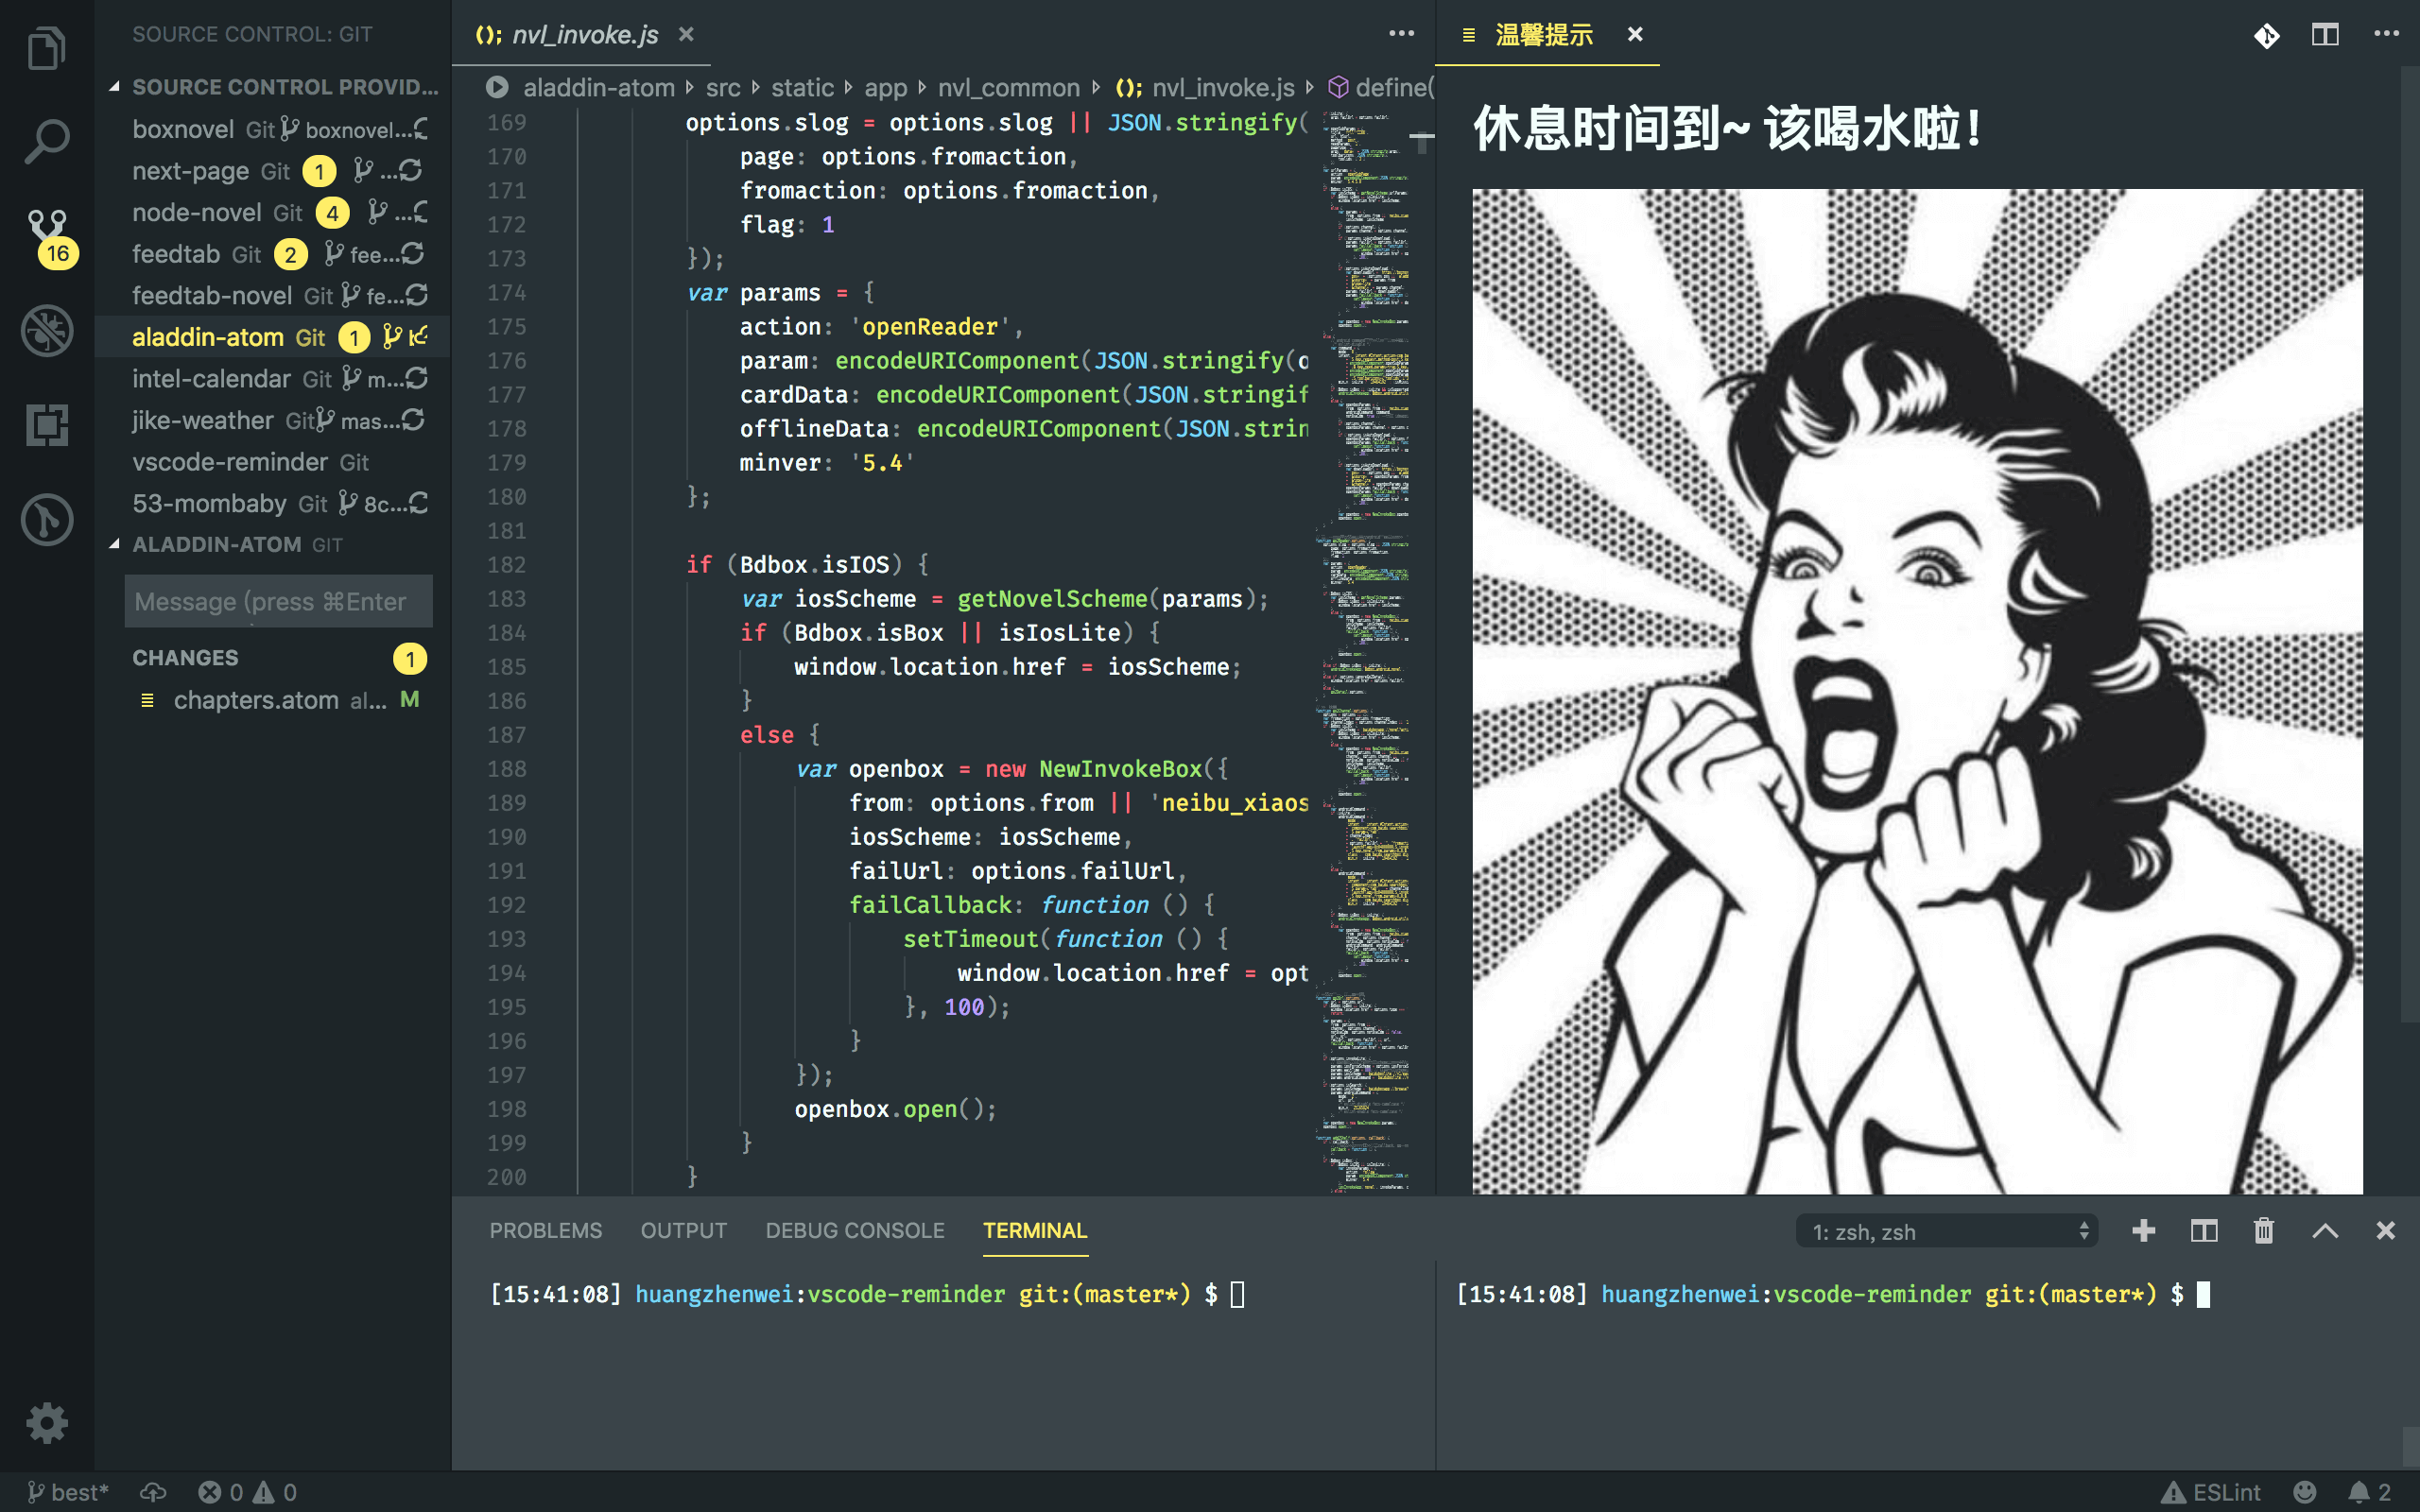 SOURCE CONTROL: GIT
SOURCE CONTROL PROVID...
boxnovel Git boxnovel...
next-page Git 1 ...
node-novel Git 4 ...
feedtab Git 2 fee...
feedtab-novel Git fe...
aladdin-atom Git 1
intel-calendar Git m...
jike-weather Git mas...
vscode-reminder Git
53-mombaby Git 8c...
16
ALADDIN-ATOM GIT
Message (press ⌘Enter
CHANGES 1
chapters.atom al... M
(); nvl_invoke.js
aladdin-atom src static app nvl_common (); nvl_invoke.js define(
169 options.slog = options.slog || JSON.stringify(
170 page: options.fromaction,
171 fromaction: options.fromaction,
172 flag: 1
173 });
174 var params = {
175 action: 'openReader',
176 param: encodeURIComponent(JSON.stringify(o
177 cardData: encodeURIComponent(JSON.stringif
178 offlineData: encodeURIComponent(JSON.strin
179 minver: '5.4'
180 };
181
182 if (Bdbox.isIOS) {
183 var iosScheme = getNovelScheme(params);
184 if (Bdbox.isBox || isIosLite) {
185 window.location.href = iosScheme;
186 }
187 else {
188 var openbox = new NewInvokeBox({
189 from: options.from || 'neibu_xiaos
190 iosScheme: iosScheme,
191 failUrl: options.failUrl,
192 failCallback: function () {
193 setTimeout(function () {
194 window.location.href = opt
195 }, 100);
196 }
197 });
198 openbox.open();
199 }
200 }
温馨提示
休息时间到~ 该喝水啦!
PROBLEMS OUTPUT DEBUG CONSOLE TERMINAL
1: zsh, zsh
[15:41:08] huangzhenwei:vscode-reminder git:(master*) $
[15:41:08] huangzhenwei:vscode-reminder git:(master*) $
best* 0 0
ESLint 2